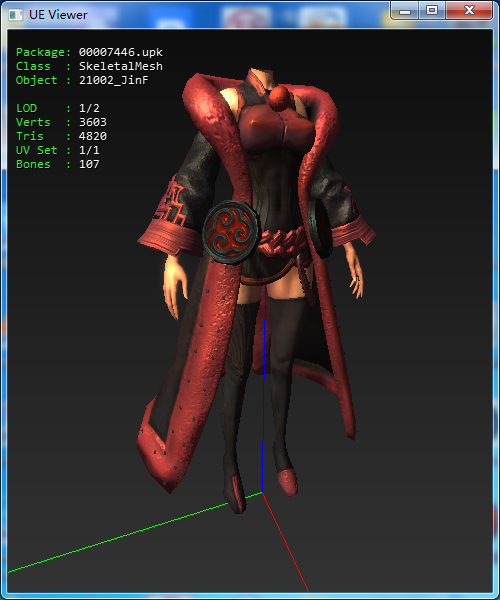 UE Viewer
Package: 00007446.upk
Class : SkeletalMesh
Object : 21002_JinF
LOD : 1/2
Verts : 3603
Tris : 4820
UV Set : 1/1
Bones : 107